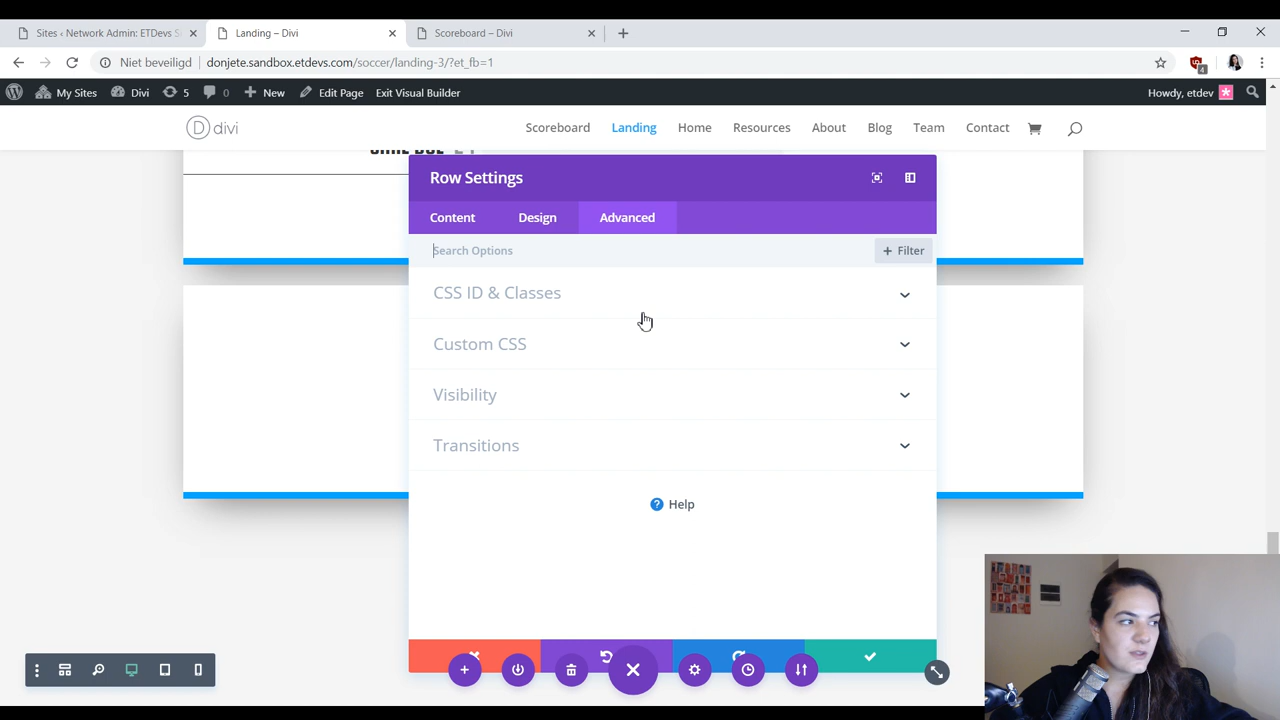 Sites ‹ Network Admin: ETDevs S
Landing – Divi
Scoreboard – Divi
Niet beveiligd
donjete.sandbox.etdevs.com/soccer/landing-3/?et_fb=1
4
My Sites
Divi
5
0
New
Edit Page
Exit Visual Builder
Howdy, etdev
D divi
Scoreboard
Landing
Home
Resources
About
Blog
Team
Contact
Row Settings
Content
Design
Advanced
Search Options
+ Filter
CSS ID & Classes
Custom CSS
Visibility
Transitions
? Help